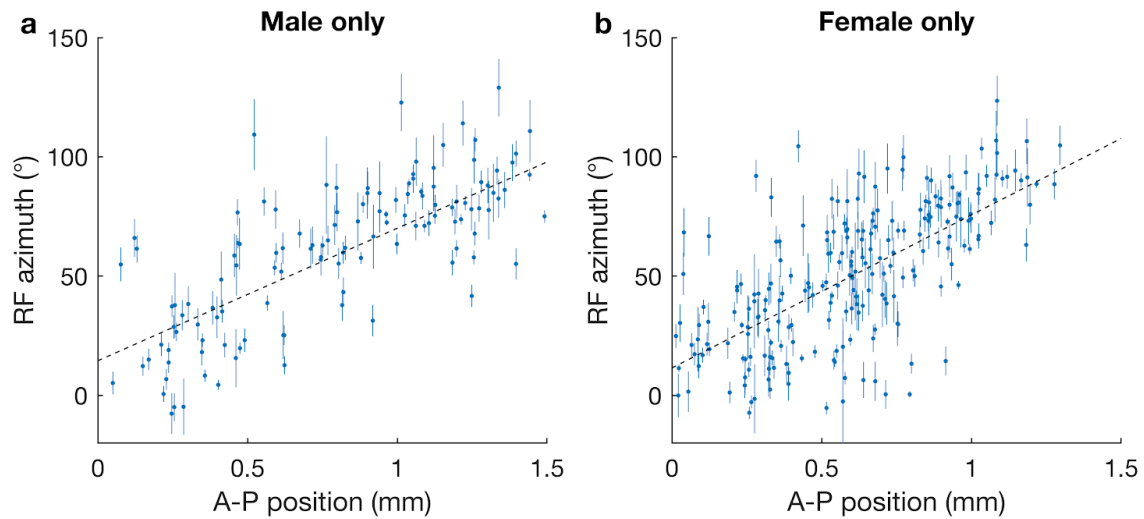 a Male only
150
100
50
0
RF azimuth (°)
0 0.5 1 1.5
A-P position (mm)
b Female only
150
100
50
0
RF azimuth (°)
0 0.5 1 1.5
A-P position (mm)